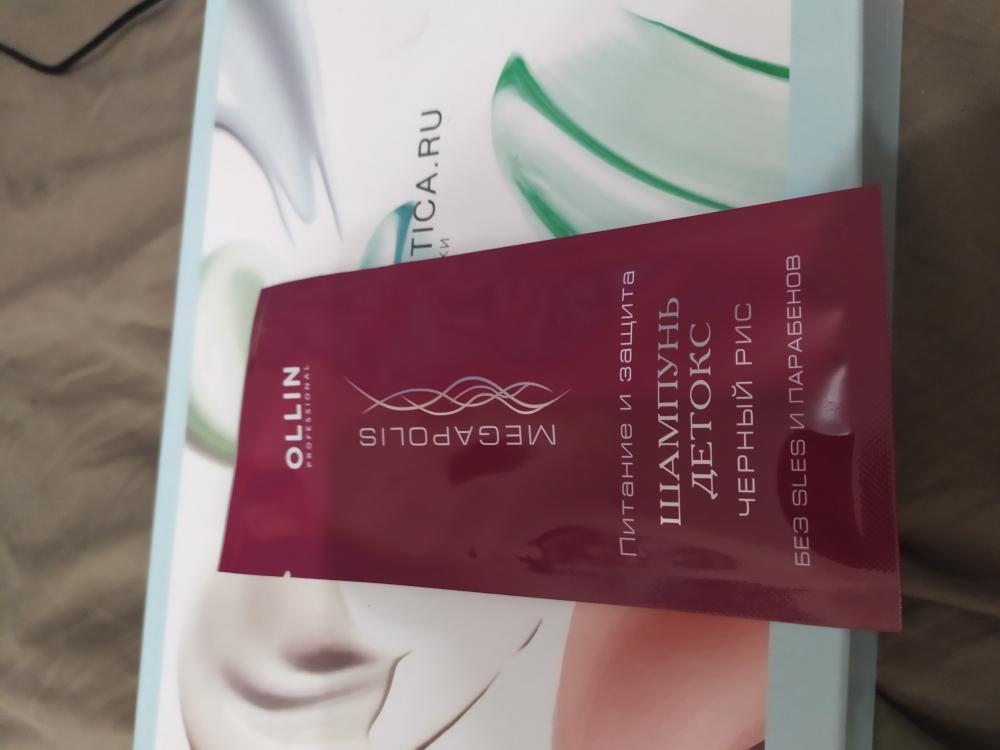 TICA.RU
OLLIN
PROFESSIONAL
MEGAPOLIS
Питание и защита
ШАМПУНЬ
ДЕТОКС
ЧЕРНЫЙ РИС
БЕЗ SLES И ПАРАБЕНОВ